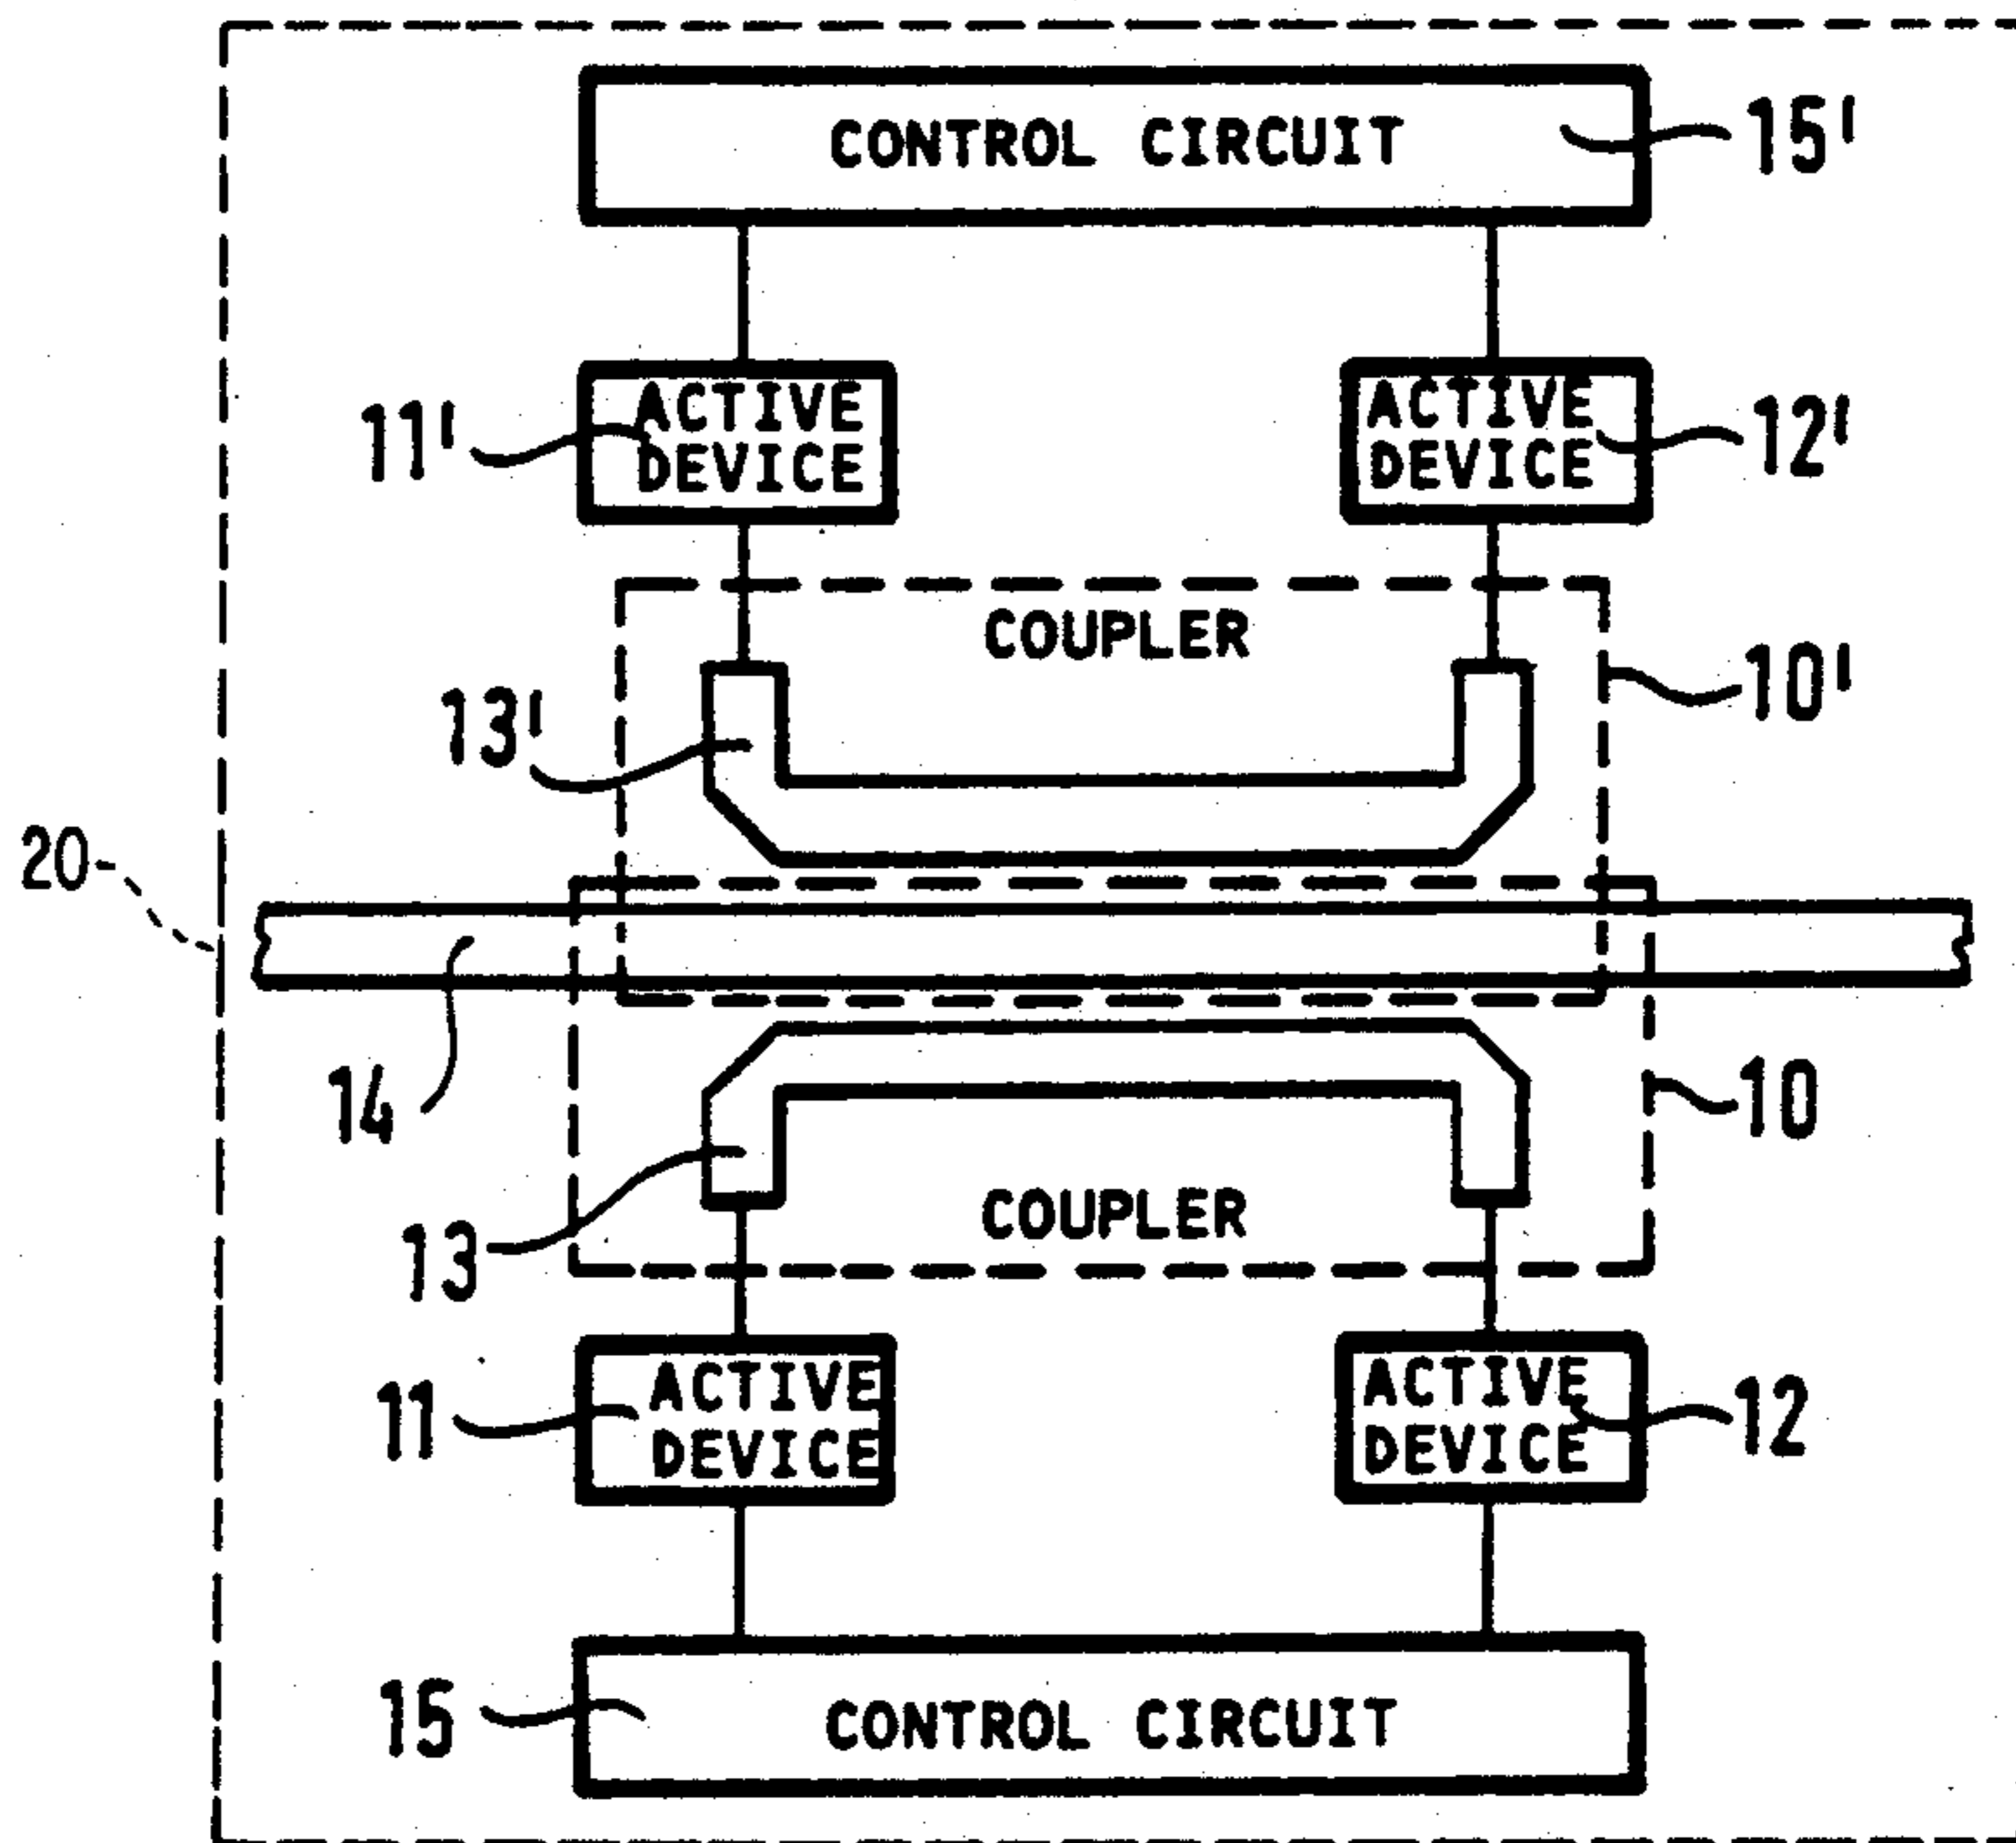 CONTROL CIRCUIT
15'
ACTIVE
DEVICE
11'
ACTIVE
DEVICE
12'
COUPLER
13'
10'
20
14
10
13
COUPLER
11
ACTIVE
DEVICE
ACTIVE
DEVICE
12
15
CONTROL CIRCUIT